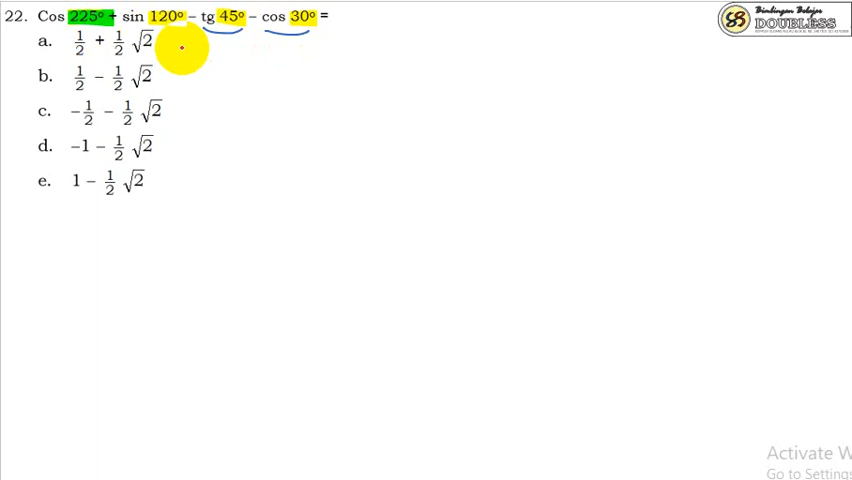 22. Cos 225° + sin 120° – tg 45° – cos 30° =
a. 1/2 + 1/2 √2
b. 1/2 – 1/2 √2
c. –1/2 – 1/2 √2
d. –1 – 1/2 √2
e. 1 – 1/2 √2
Bimbingan Belajar
DOUBLESS
Activate W
Go to Settings